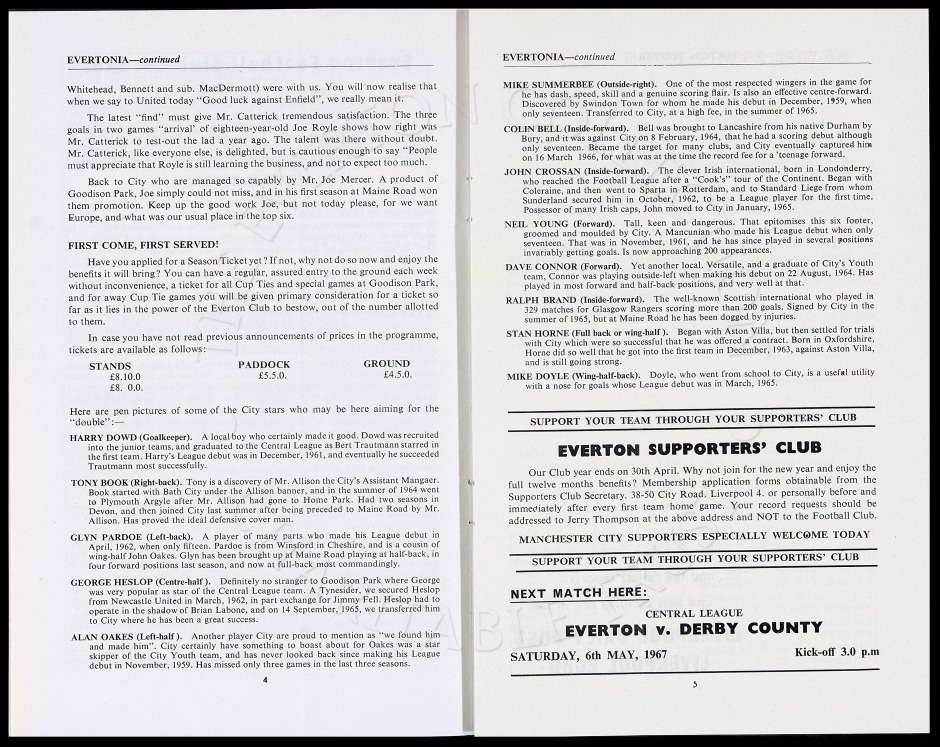 EVERTONIA—continued
Whitehead, Bennett and sub. MacDermott) were with us. You will now realise that
when we say to United today "Good luck against Enfield", we really mean it.
The latest "find" must give Mr. Catterick tremendous satisfaction. The three
goals in two games 'arrival' of eighteen-year-old Joe Royle shows how right was
Mr. Catterick to test-out the lad a year ago. The talent was there without doubt.
Mr. Catterick, like everyone else, is delighted, but is cautious enough to say "People
must appreciate that Royle is still learning the business, and not to expect too much.
Back to City who are managed so capably by Mr. Joe Mercer. A product of
Goodison Park, Joe simply could not miss, and in his first season at Maine Road won
them promotion. Keep up the good work Joe, but not today please, for we want
Europe, and what was our usual place in the top six.
FIRST COME, FIRST SERVED!
Have you applied for a Season Ticket yet? If not, why not do so now and enjoy the
benefits it will bring? You can have a regular, assured entry to the ground each week
without inconvenience, a ticket for all Cup Ties and special games at Goodison Park,
and for away Cup Tie games you will be given primary consideration for a ticket so
far as it lies in the power of the Everton Club to bestow, out of the number allotted
to them.
In case you have not read previous announcements of prices in the programme,
tickets are available as follows:
STANDS PADDOCK GROUND
£8.10.0 £5.5.0. £4.5.0.
£8. 0.0.
Here are pen pictures of some of the City stars who may be here aiming for the
"double":—
HARRY DOWD (Goalkeeper). A local boy who certainly made it good. Dowd was recruited
into the junior teams, and graduated to the Central League as Bert Trautmann starred in
the first team. Harry's League debut was in December, 1961, and eventually he succeeded
Trautmann most successfully.
TONY BOOK (Right-back). Tony is a discovery of Mr. Allison the City's Assistant Mangaer.
Book started with Bath City under the Allison banner, and in the summer of 1964 went
to Plymouth Argyle after Mr. Allison had gone to Home Park. Had two seasons in
Devon, and then joined City last summer after being preceded to Maine Road by Mr.
Allison. Has proved the ideal defensive cover man.
GLYN PARDOE (Left-back). A player of many parts who made his League debut in
April, 1962, when only fifteen. Pardoe is from Winsford in Cheshire, and is a cousin of
wing-half John Oakes. Glyn has been brought up at Maine Road playing at half-back, in
four forward positions last season, and now at full-back most commandingly.
GEORGE HESLOP (Centre-half). Definitely no stranger to Goodison Park where George
was very popular as star of the Central League team. A Tynesider, we secured Heslop
from Newcastle United in March, 1962, in part exchange for Jimmy Fell. Heslop had to
operate in the shadow of Brian Labone, and on 14 September, 1965, we transferred him
to City where he has been a great success.
ALAN OAKES (Left-half). Another player City are proud to mention as "we found him
and made him". City certainly have something to boast about for Oakes was a star
skipper of the City Youth team, and has never looked back since making his League
debut in November, 1959. Has missed only three games in the last three seasons.
4
EVERTONIA—continued
MIKE SUMMERBEE (Outside-right). One of the most respected wingers in the game for
he has dash, speed, skill and a genuine scoring flair. Is also an effective centre-forward.
Discovered by Swindon Town for whom he made his debut in December, 1959, when
only seventeen. Transferred to City, at a high fee, in the summer of 1965.
COLIN BELL (Inside-forward). Bell was brought to Lancashire from his native Durham by
Bury, and it was against City on 8 February, 1964, that he had a scoring debut although
only seventeen. Became the target for many clubs, and City eventually captured him
on 16 March 1966, for what was at the time the record fee for a 'teenage forward.
JOHN CROSSAN (Inside-forward). The clever Irish international, born in Londonderry,
who reached the Football League after a "Cook's" tour of the Continent. Began with
Coleraine, and then went to Sparta in Rotterdam, and to Standard Liege from whom
Sunderland secured him in October, 1962, to be a League player for the first time.
Possessor of many Irish caps, John moved to City in January, 1965.
NEIL YOUNG (Forward). Tall, keen and dangerous. That epitomises this six footer,
groomed and moulded by City. A Mancunian who made his League debut when only
seventeen. That was in November, 1961, and he has since played in several positions
invariably getting goals. Is now approaching 200 appearances.
DAVE CONNOR (Forward). Yet another local. Versatile, and a graduate of City's Youth
team, Connor was playing outside-left when making his debut on 22 August, 1964. Has
played in most forward and half-back positions, and very well at that.
RALPH BRAND (Inside-forward). The well-known Scottish international who played in
329 matches for Glasgow Rangers scoring more than 200 goals. Signed by City in the
summer of 1965, but at Maine Road he has been dogged by injuries.
STAN HORNE (Full back or wing-half). Began with Aston Villa, but then settled for trials
with City which were so successful that he was offered a contract. Born in Oxfordshire,
Horne did so well that he got into the first team in December, 1963, against Aston Villa,
and is still going strong.
MIKE DOYLE (Wing-half-back). Doyle, who went from school to City, is a useful utility
with a nose for goals whose League debut was in March, 1965.
SUPPORT YOUR TEAM THROUGH YOUR SUPPORTERS' CLUB
EVERTON SUPPORTERS' CLUB
Our Club year ends on 30th April. Why not join for the new year and enjoy the
full twelve months benefits? Membership application forms obtainable from the
Supporters Club Secretary. 38-50 City Road. Liverpool 4. or personally before and
immediately after every first team home game. Your record requests should be
addressed to Jerry Thompson at the above address and NOT to the Football Club.
MANCHESTER CITY SUPPORTERS ESPECIALLY WELCOME TODAY
SUPPORT YOUR TEAM THROUGH YOUR SUPPORTERS' CLUB
NEXT MATCH HERE:
CENTRAL LEAGUE
EVERTON v. DERBY COUNTY
SATURDAY, 6th MAY, 1967 Kick-off 3.0 p.m
5